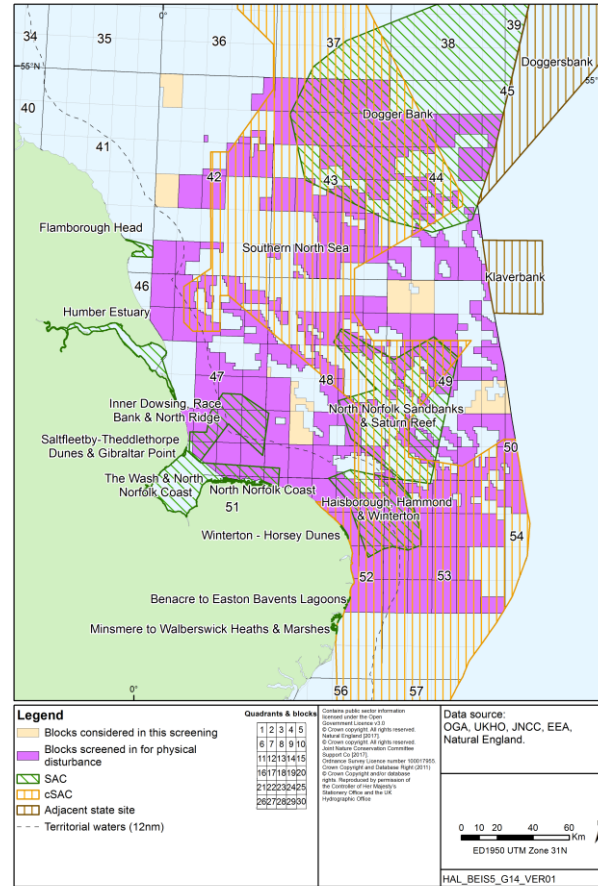 0°
34
35
36
37
38
39
55°N
45
Doggersbank
55°
40
Dogger Bank
41
42
43
44
Flamborough Head
Southern North Sea
46
Klaverbank
Humber Estuary
47
48
49
Inner Dowsing, Race
Bank & North Ridge
North Norfolk Sandbanks
& Saturn Reef
Saltfleetby-Theddlethorpe
Dunes & Gibraltar Point
50
The Wash & North
Norfolk Coast
North Norfolk Coast
51
Haisborough, Hammond
& Winterton
Winterton - Horsey Dunes
54
52
53
Benacre to Easton Bavents Lagoons
Minsmere to Walberswick Heaths & Marshes
0°
56
57
Legend
Blocks considered in this screening
Blocks screened in for physical
disturbance
SAC
cSAC
Adjacent state site
Territorial waters (12nm)
Quadrants & blocks
1 2 3 4 5
6 7 8 9 10
11 12 13 14 15
16 17 18 19 20
21 22 23 24 25
26 27 28 29 30
Contains public sector information
licensed under the Open
Government Licence v3.0
© Crown copyright. All rights reserved.
Natural England [2017].
© Crown copyright. All rights reserved.
Joint Nature Conservation Committee
Support Co [2017].
Ordnance Survey Licence number 100017955
Crown Copyright and Database Right (2011)
© Crown Copyright and/or database
rights. Reproduced by permission of
the Controller of Her Majesty's
Stationery Office and the UK
Hydrographic Office
Data source:
OGA, UKHO, JNCC, EEA,
Natural England.
0 10 20 40 60
Km
ED1950 UTM Zone 31N
HAL_BEIS5_G14_VER01